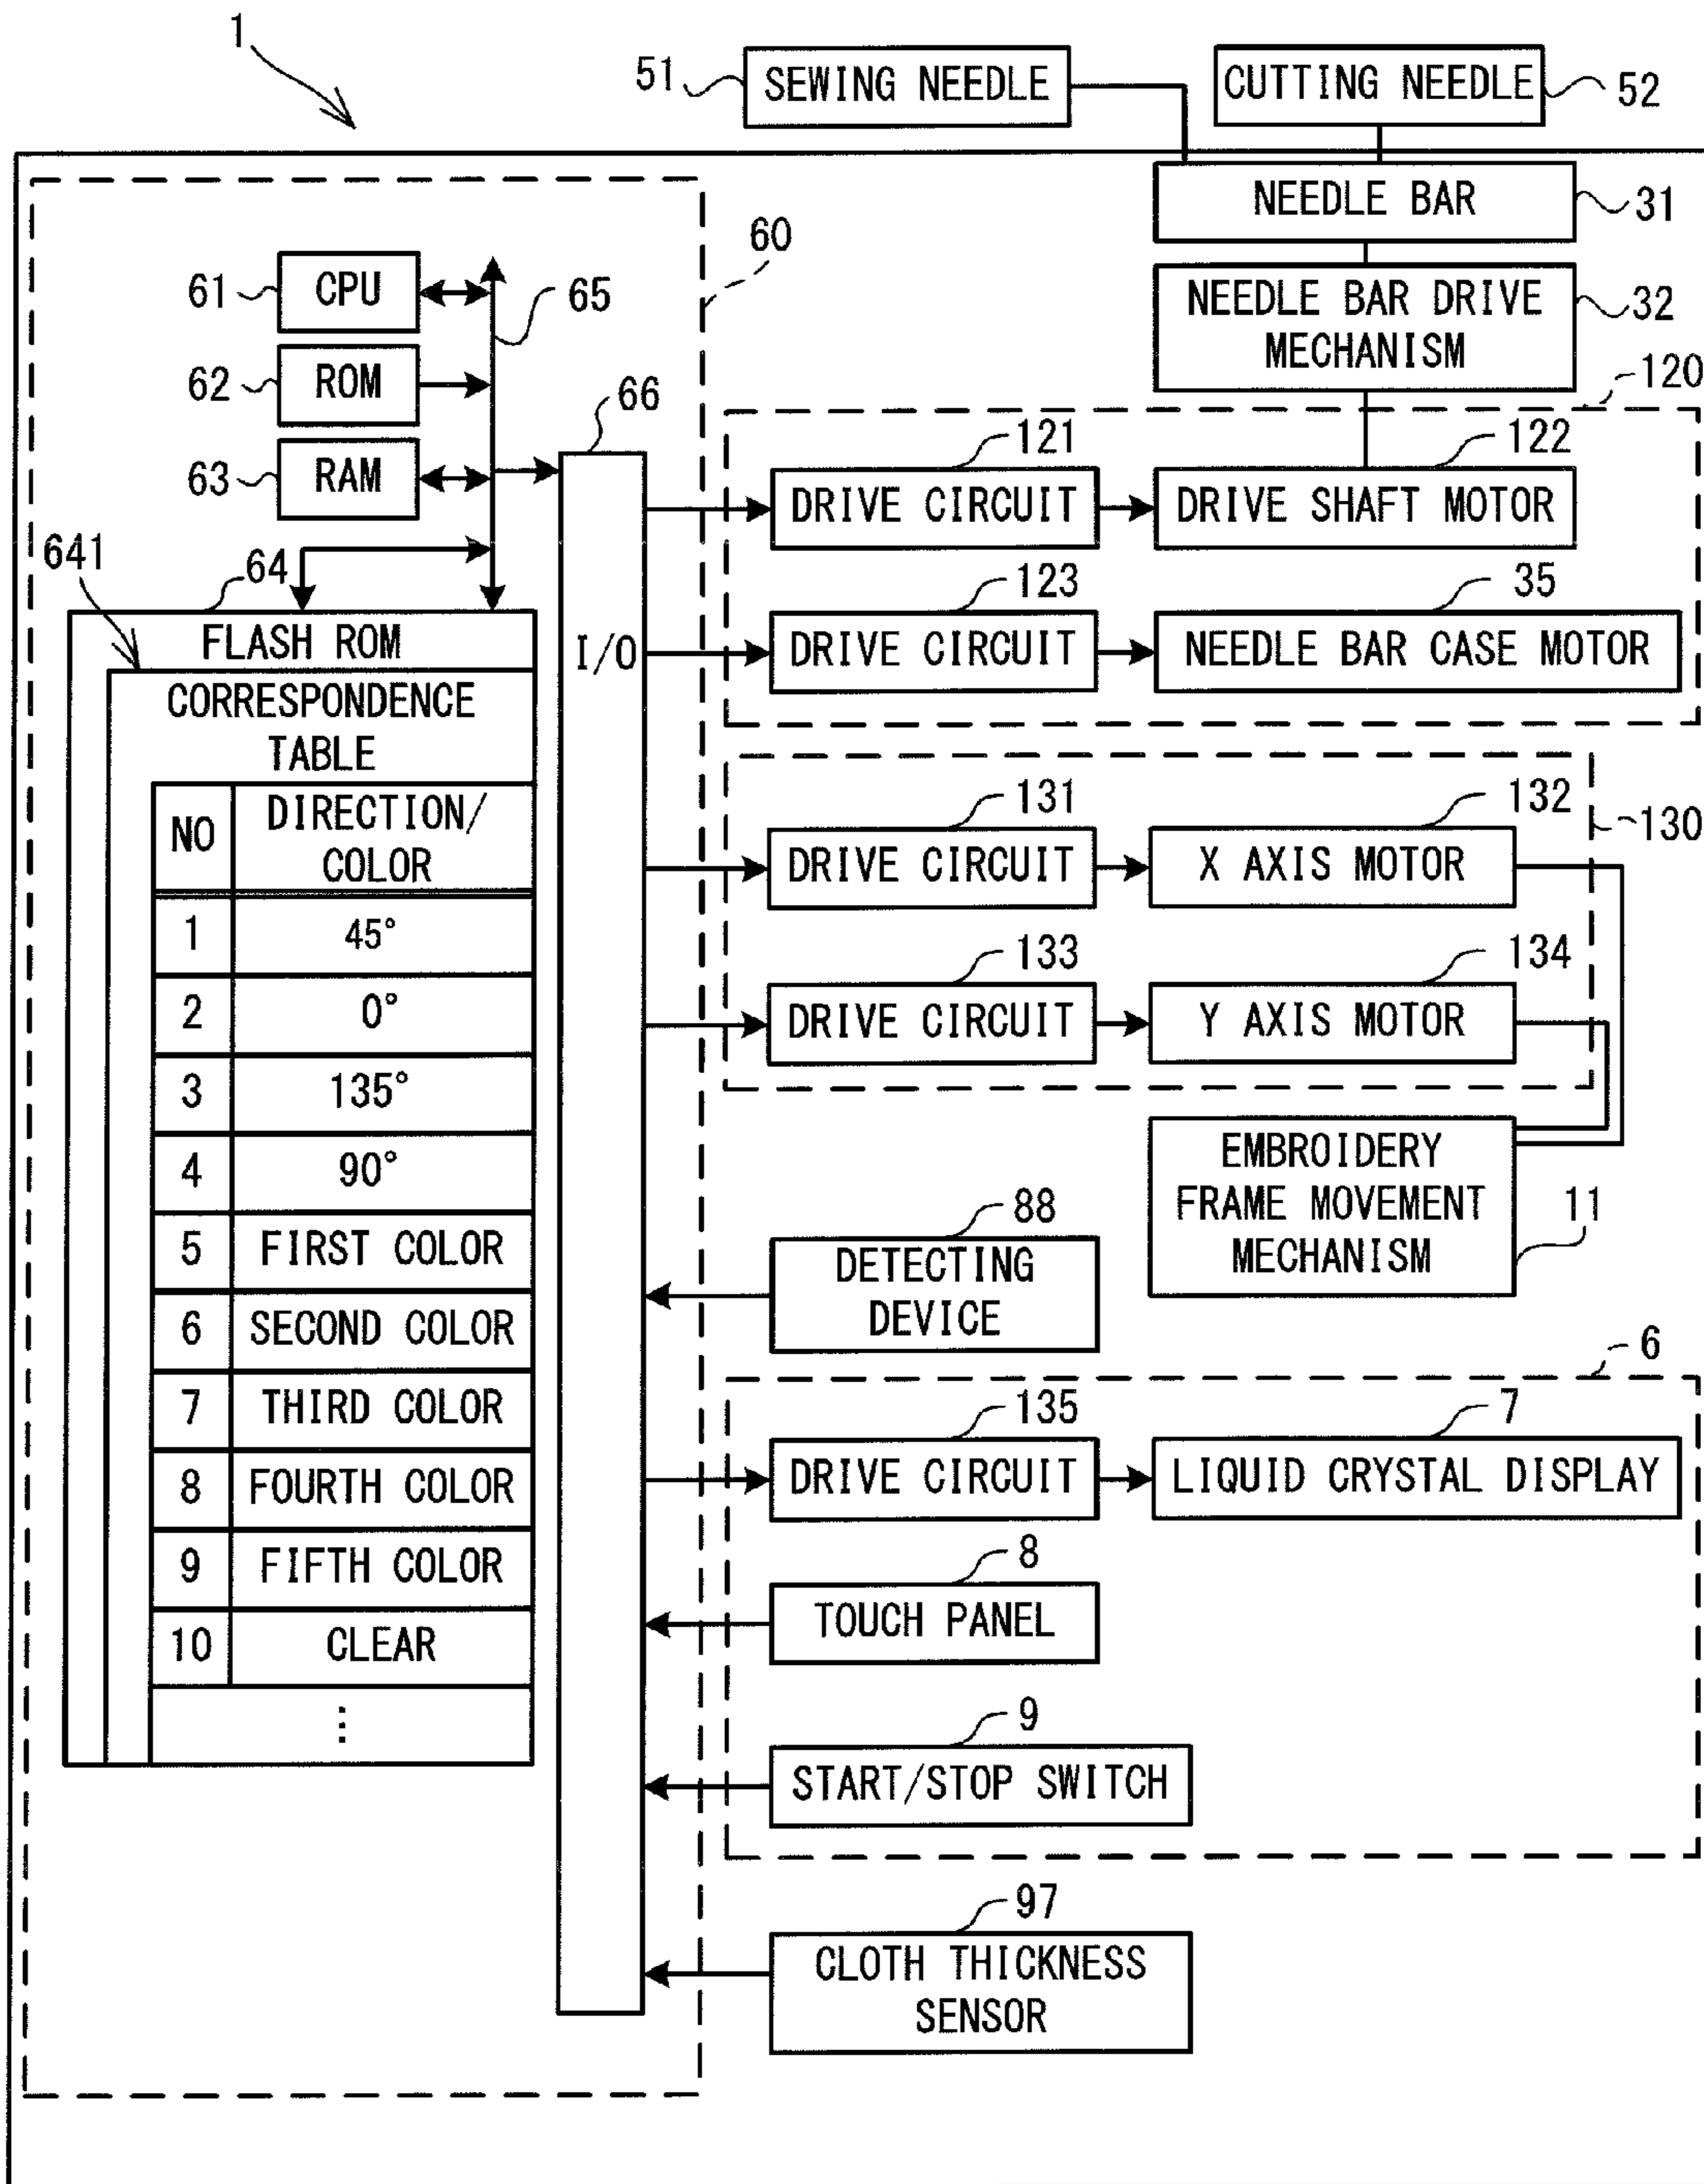 1
51
SEWING NEEDLE
CUTTING NEEDLE
52
NEEDLE BAR
31
60
61
CPU
65
NEEDLE BAR DRIVE
MECHANISM
32
62
ROM
66
120
63
RAM
121
122
DRIVE CIRCUIT
DRIVE SHAFT MOTOR
641
64
123
35
FLASH ROM
I/O
DRIVE CIRCUIT
NEEDLE BAR CASE MOTOR
CORRESPONDENCE
TABLE
NO
DIRECTION/
COLOR
1
45°
2
0°
3
135°
4
90°
5
FIRST COLOR
6
SECOND COLOR
7
THIRD COLOR
8
FOURTH COLOR
9
FIFTH COLOR
10
CLEAR
⋮
131
132
130
DRIVE CIRCUIT
X AXIS MOTOR
133
134
DRIVE CIRCUIT
Y AXIS MOTOR
EMBROIDERY
FRAME MOVEMENT
MECHANISM
11
88
DETECTING
DEVICE
6
135
7
DRIVE CIRCUIT
LIQUID CRYSTAL DISPLAY
8
TOUCH PANEL
9
START/STOP SWITCH
97
CLOTH THICKNESS
SENSOR